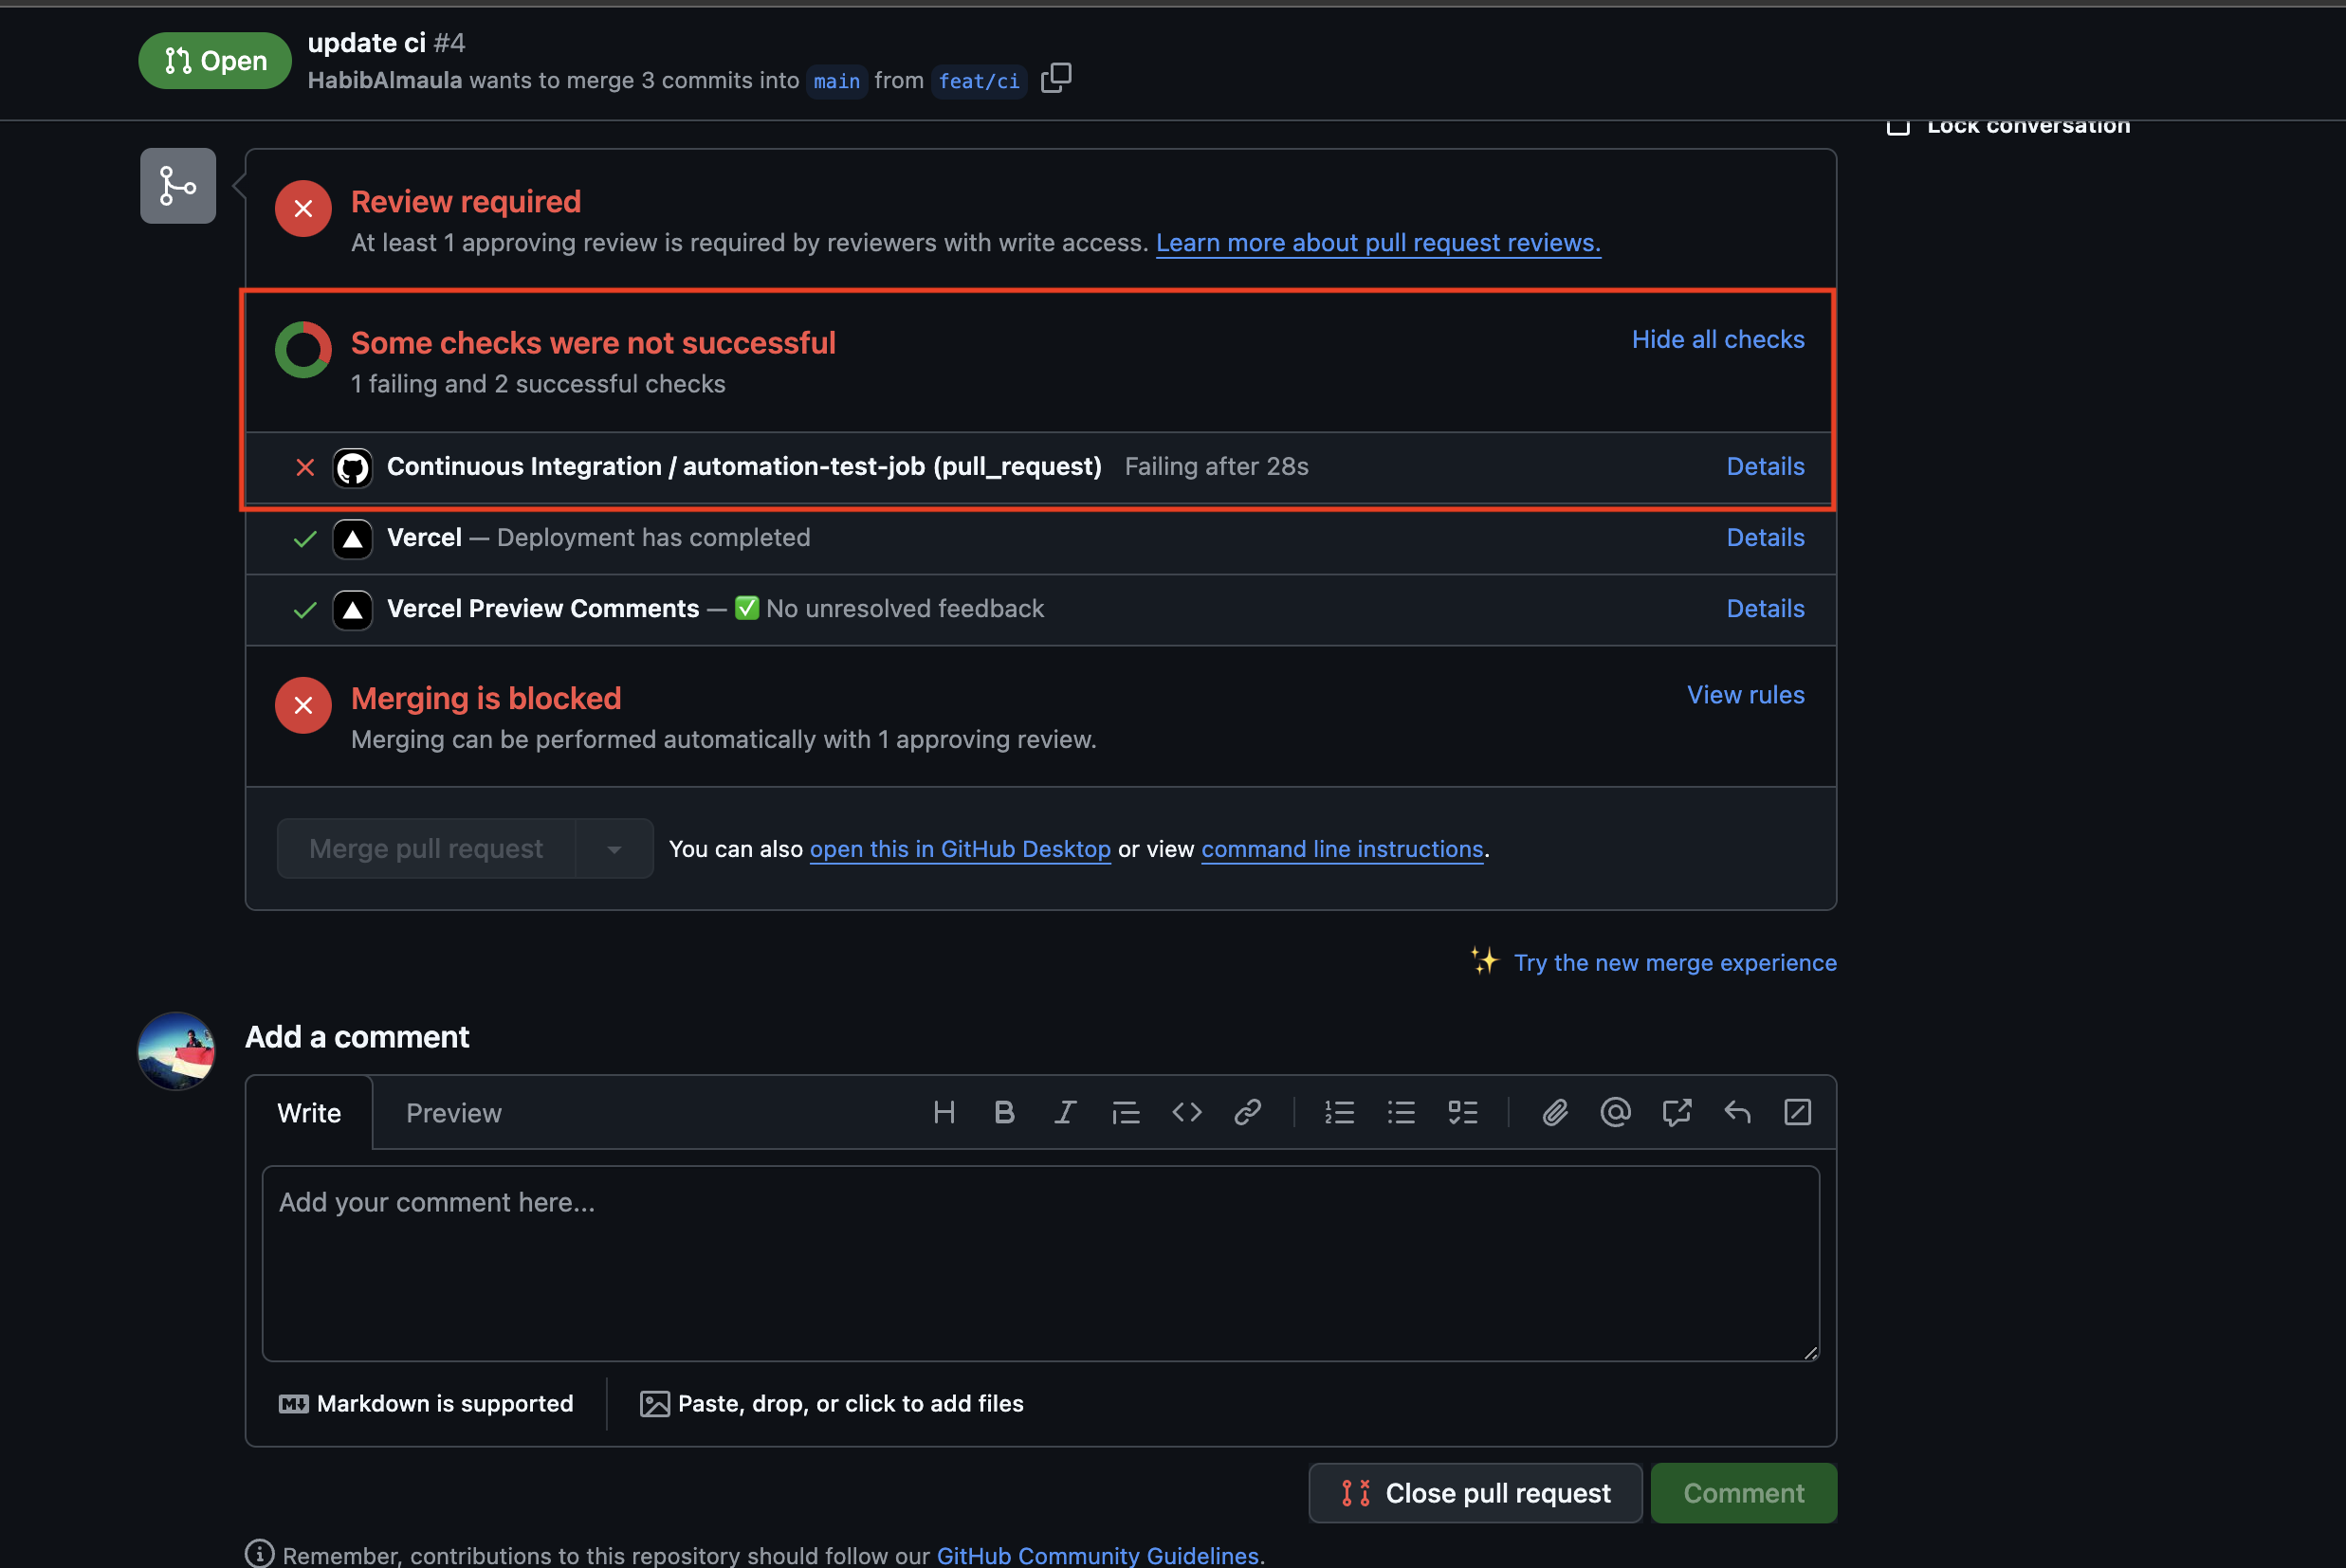 Open
update ci #4
HabibAlmaula wants to merge 3 commits into main from feat/ci
Lock conversation
Review required
At least 1 approving review is required by reviewers with write access. Learn more about pull request reviews.
Some checks were not successful
Hide all checks
1 failing and 2 successful checks
Continuous Integration / automation-test-job (pull_request) Failing after 28s
Details
Vercel — Deployment has completed
Details
Vercel Preview Comments — ✅ No unresolved feedback
Details
Merging is blocked
View rules
Merging can be performed automatically with 1 approving review.
Merge pull request
You can also open this in GitHub Desktop or view command line instructions.
✨ Try the new merge experience
Add a comment
Write
Preview
Add your comment here...
Markdown is supported
Paste, drop, or click to add files
Close pull request
Comment
Remember, contributions to this repository should follow our GitHub Community Guidelines.